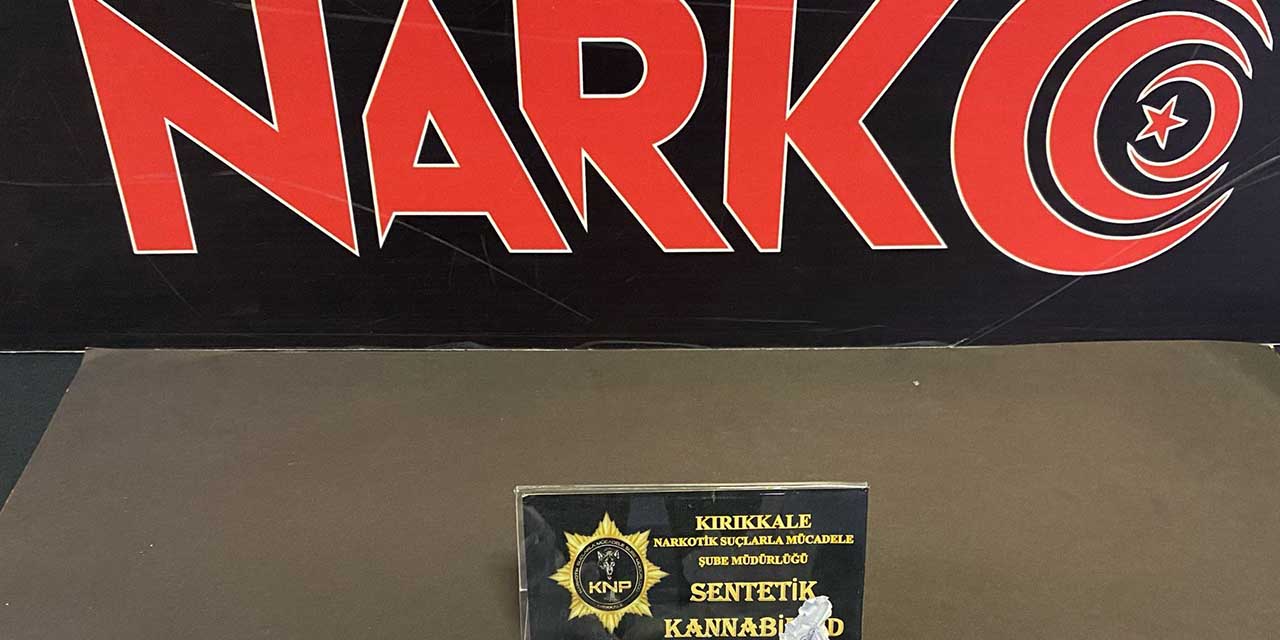 NARKO
KIRIKKALE
NARKOTİK SUÇLARLA MÜCADELE
ŞUBE MÜDÜRLÜĞÜ
SENTETİK
KNP